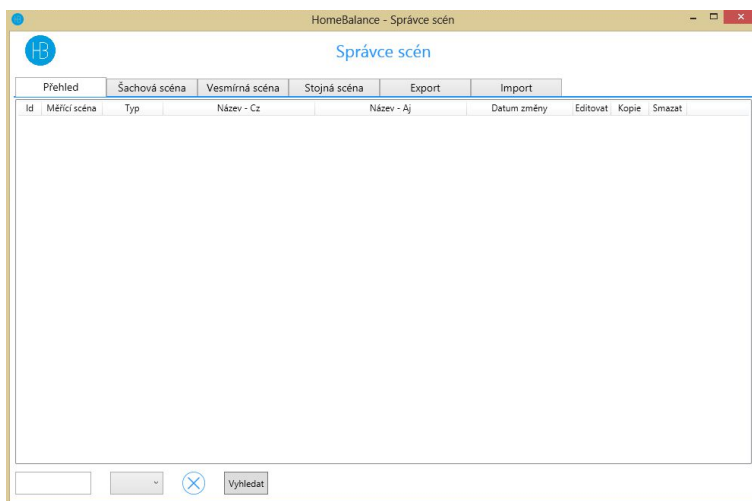 HomeBalance - Správce scén
HB
Správce scén
Přehled Šachová scéna Vesmírná scéna Stojná scéna Export Import
Id Měřící scéna Typ Název - Cz Název - Aj Datum změny Editovat Kopie Smazat
Vyhledat